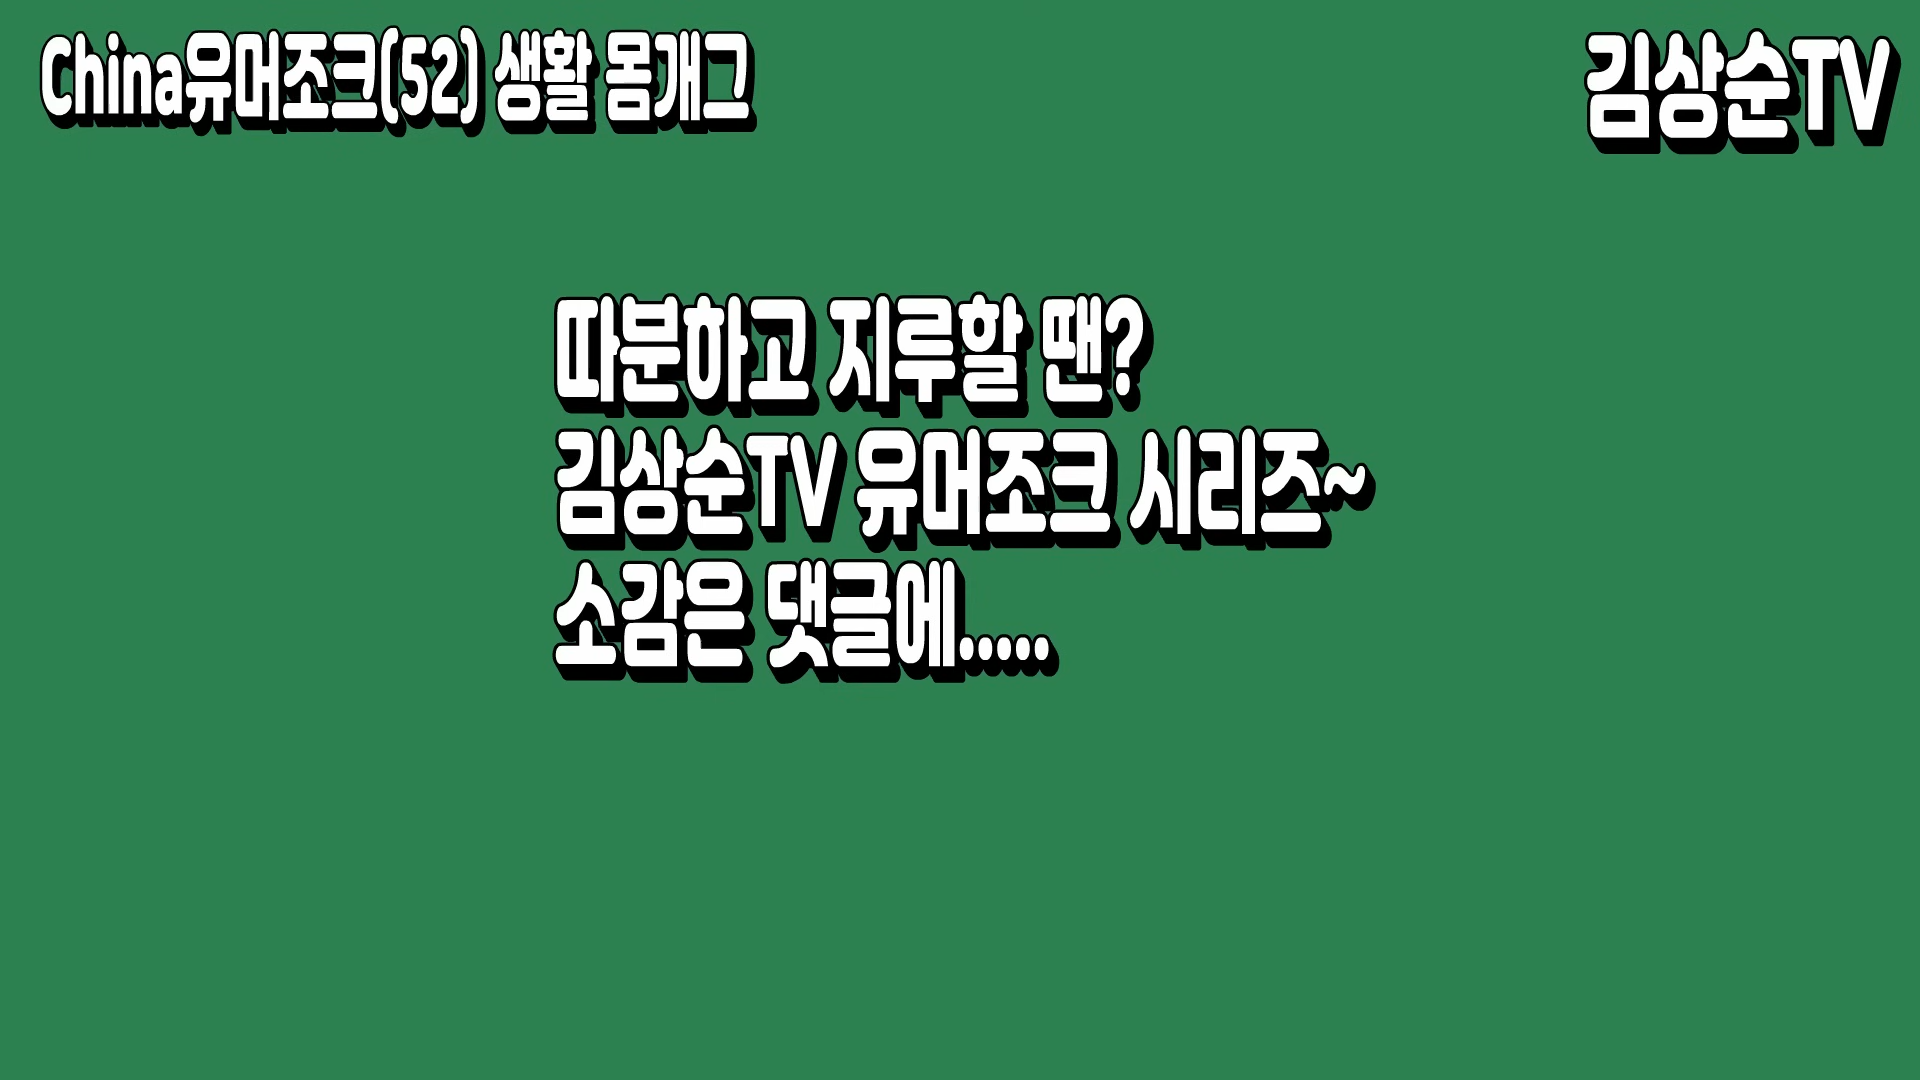 China유머조크(52) 생활 몸개그
김상순TV
따분하고 지루할 땐?
김상순TV 유머조크 시리즈~
소감은 댓글에.....